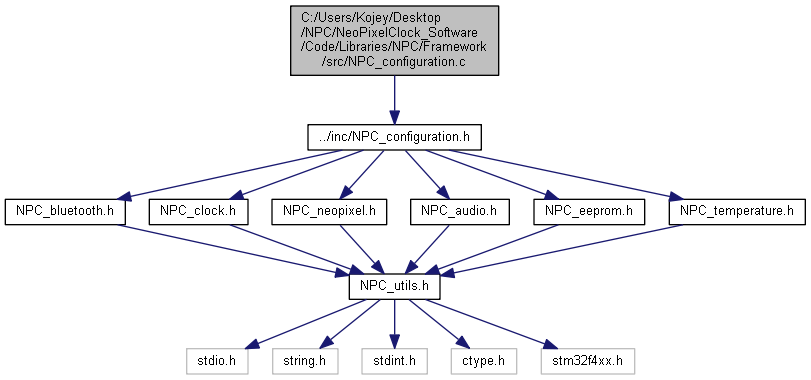 C:/Users/Kojey/Desktop
/NPC/NeoPixelClock_Software
/Code/Libraries/NPC/Framework
/src/NPC_configuration.c
../inc/NPC_configuration.h
NPC_bluetooth.h
NPC_clock.h
NPC_neopixel.h
NPC_audio.h
NPC_eeprom.h
NPC_temperature.h
NPC_utils.h
stdio.h
string.h
stdint.h
ctype.h
stm32f4xx.h